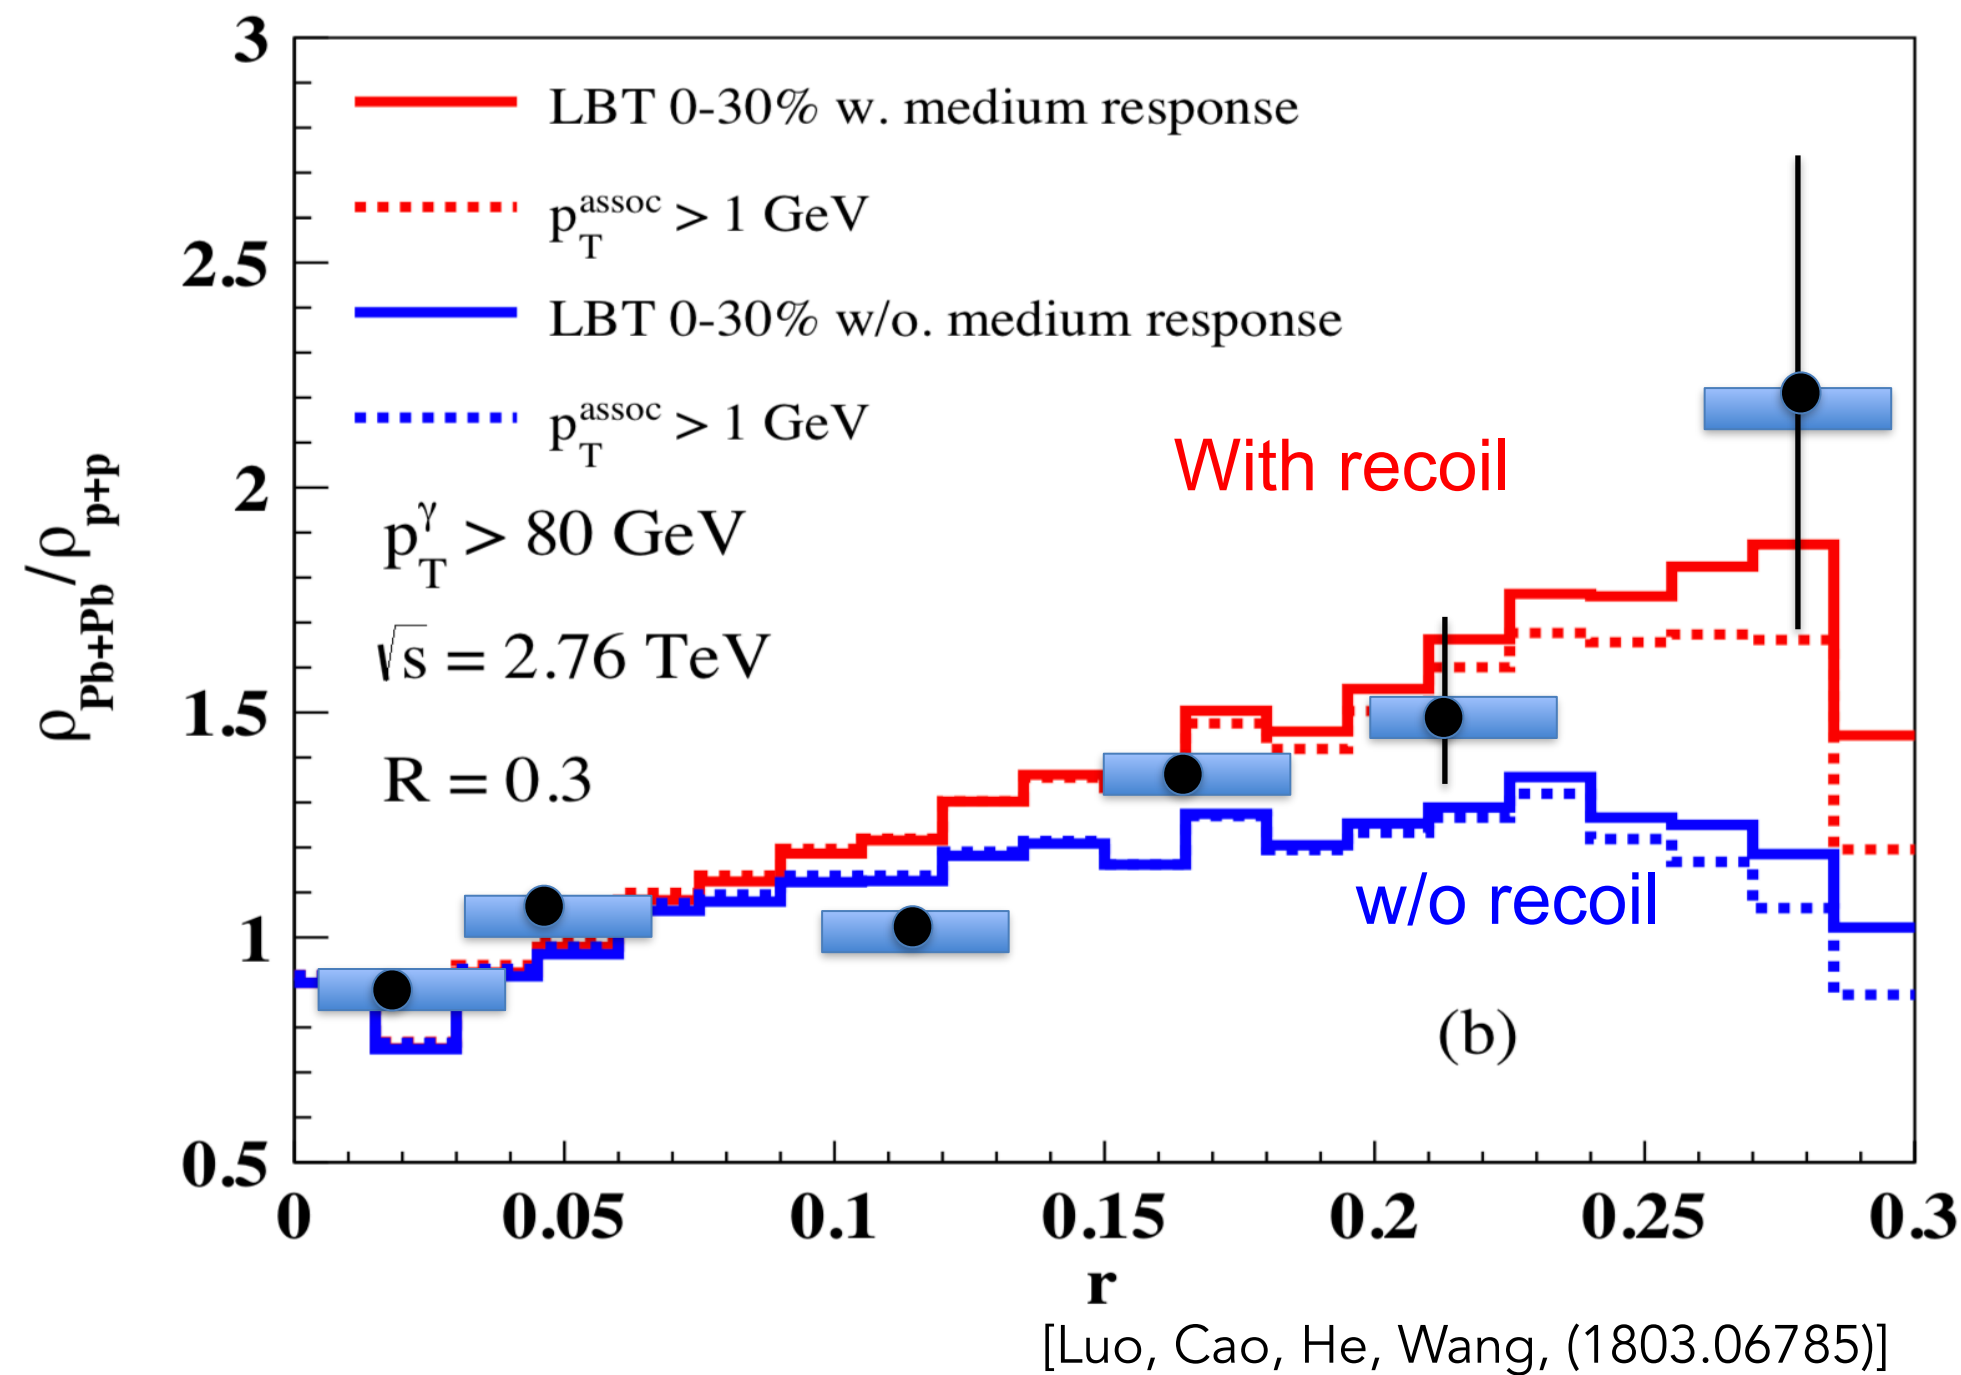 3
LBT 0-30% w. medium response
p_T^assoc > 1 GeV
2.5
LBT 0-30% w/o. medium response
p_T^assoc > 1 GeV
With recoil
2
p_T^γ > 80 GeV
ρ_Pb+Pb/ρ_p+p
√s = 2.76 TeV
1.5
R = 0.3
w/o recoil
1
(b)
0.5
0 0.05 0.1 0.15 0.2 0.25 0.3
r
[Luo, Cao, He, Wang, (1803.06785)]